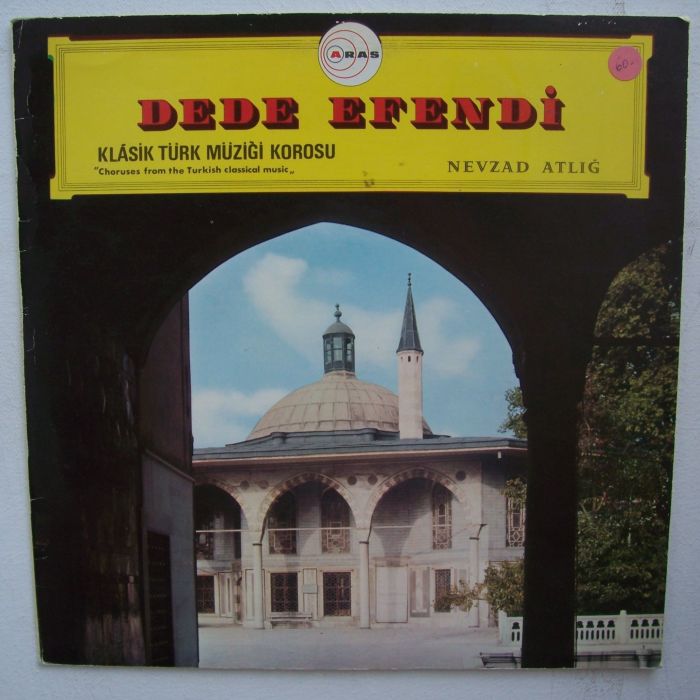 ARAS
60.-
DEDE EFENDİ
KLÁSİK TÜRK MÜZİĞİ KOROSU
"Choruses from the Turkish classical music„
NEVZAD ATLIĞ